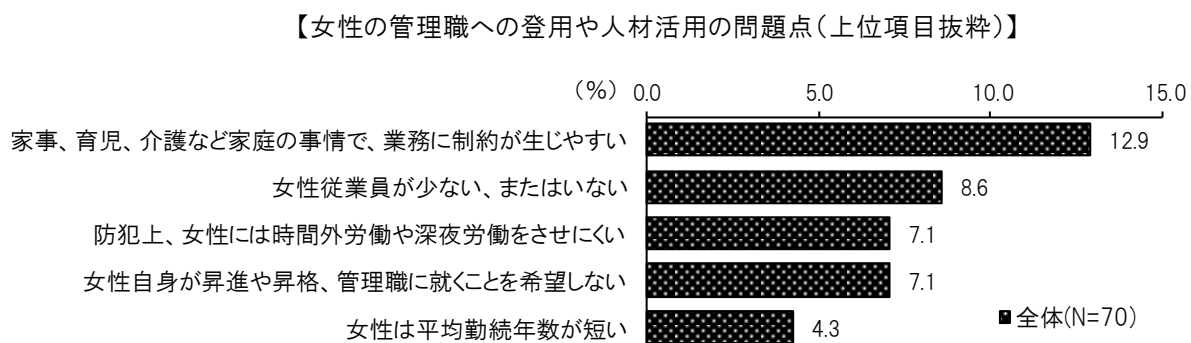 【女性の管理職への登用や人材活用の問題点（上位項目抜粋）】
（％） 0.0 5.0 10.0 15.0
家事、育児、介護など家庭の事情で、業務に制約が生じやすい 12.9
女性従業員が少ない、またはいない 8.6
防犯上、女性には時間外労働や深夜労働をさせにくい 7.1
女性自身が昇進や昇格、管理職に就くことを希望しない 7.1
女性は平均勤続年数が短い 4.3
全体(N=70)